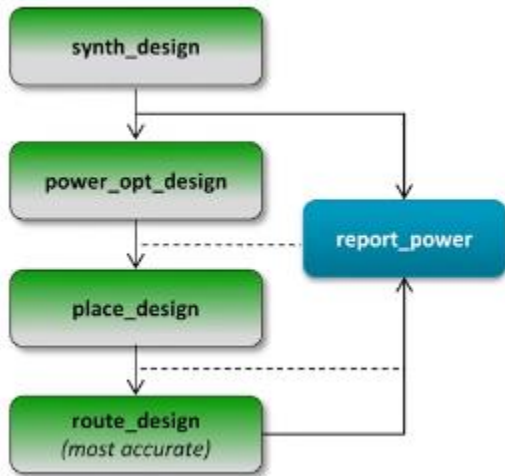 synth_design
power_opt_design
report_power
place_design
route_design
(most accurate)